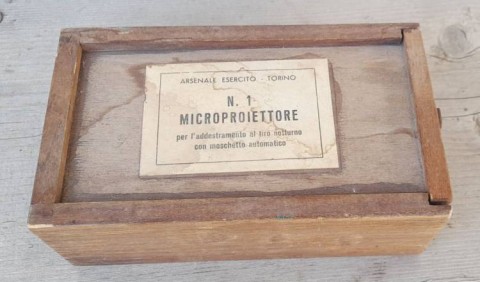 ARSENALE ESERCITO - TORINO
N. 1
MICROPROIETTORE
per l'addestramento al tiro notturno
con moschetto automatico